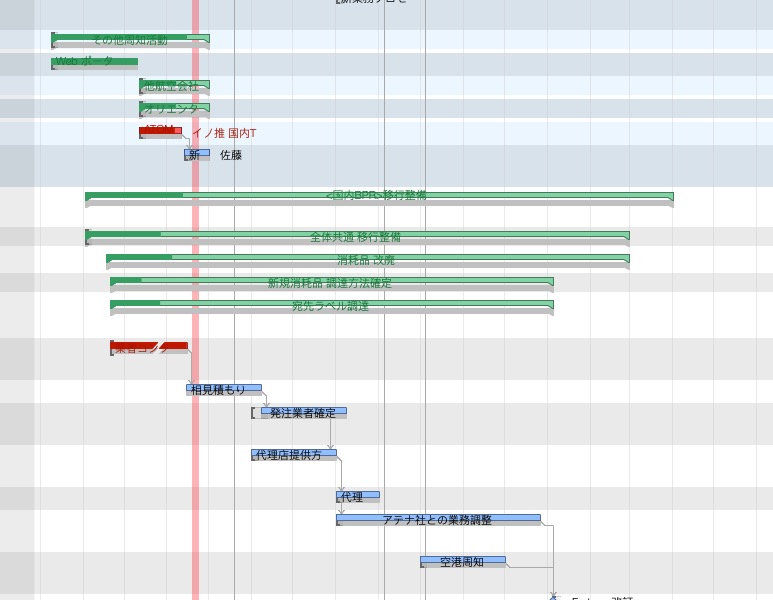 その他周知活動
Web ポータ
他航空会社
オリエンタ
イノ推 国内T
新
佐藤
<国内BPR>移行整備
全体共通 移行整備
消耗品 改廃
新規消耗品 調達方法確定
宛先ラベル調達
相見積もり
発注業者確定
代理店提供方
代理
アテナ社との業務調整
空港周知